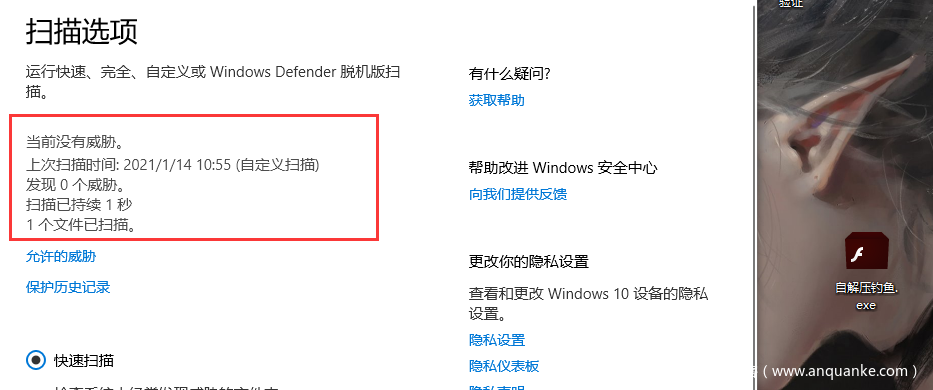 扫描选项
运行快速、完全、自定义或 Windows Defender 脱机版扫
描。
当前没有威胁。
上次扫描时间: 2021/1/14 10:55 (自定义扫描)
发现 0 个威胁。
扫描已持续 1 秒
1 个文件已扫描。
允许的威胁
保护历史记录
快速扫描
有什么疑问?
获取帮助
帮助改进 Windows 安全中心
向我们提供反馈
更改你的隐私设置
查看和更改 Windows 10 设备的隐私
设置。
隐私设置
隐私仪表板
验证
自解压钓鱼.
exe
（www.anquanke.com）